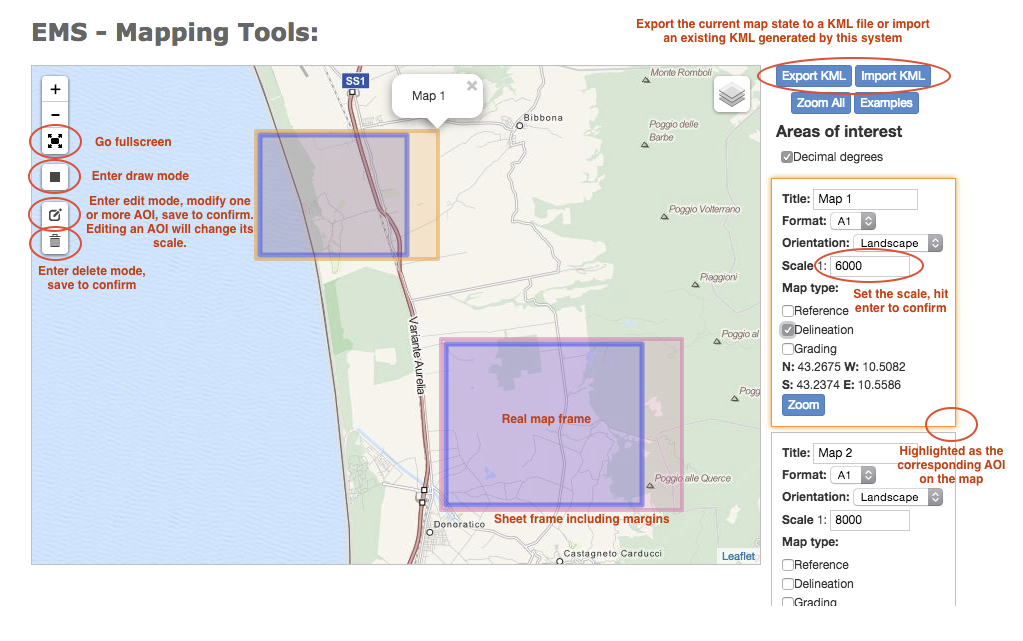 EMS - Mapping Tools:
Export the current map state to a KML file or import
an existing KML generated by this system
Export KML
Import KML
Zoom All
Examples
Areas of interest
Decimal degrees
+
−
Go fullscreen
Enter draw mode
Enter edit mode, modify one
or more AOI, save to confirm.
Editing an AOI will change its
scale.
Enter delete mode,
save to confirm
SS1
Map 1
×
Monte Romboli
Bibbona
Poggio delle
Barbe
Poggio Volterrano
Piaggioni
Poggio al
Pogg
Variante Aurelia
Real map frame
Poggio alle Querce
Sheet frame including margins
Donoratico
Castagneto Carducci
Leaflet
Title: Map 1
Format: A1
Orientation: Landscape
Scale 1: 6000
Map type:
Set the scale, hit
enter to confirm
Reference
Delineation
Grading
N: 43.2675 W: 10.5082
S: 43.2374 E: 10.5586
Zoom
Highlighted as the
corresponding AOI
on the map
Title: Map 2
Format: A1
Orientation: Landscape
Scale 1: 8000
Map type:
Reference
Delineation
Grading